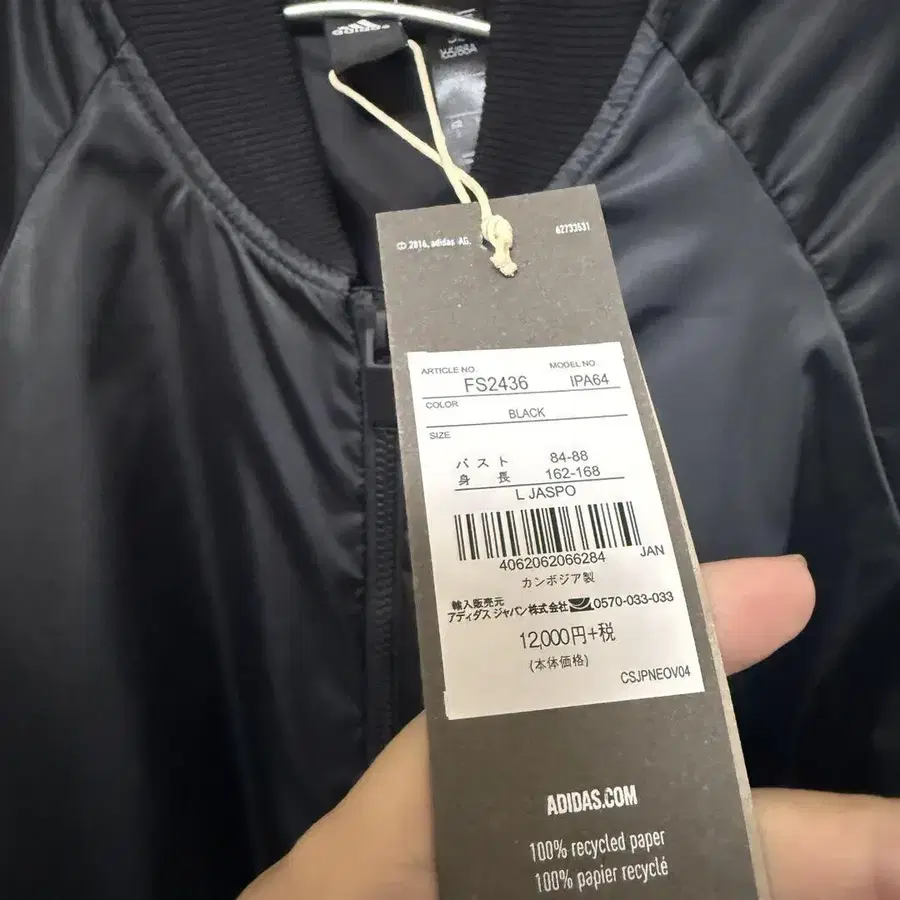 adidas
165/88A
© 2016, adidas AG.
62733531
ARTICLE NO.
MODEL NO.
FS2436
IPA64
COLOR
BLACK
SIZE
バスト 84-88
身長 162-168
L JASPO
4062062066284 JAN
カンボジア製
輸入販売元
アディダス ジャパン株式会社 0570-033-033
12,000円+税
(本体価格)
CSJPNEOV04
ADIDAS.COM
100% recycled paper
100% papier recyclé